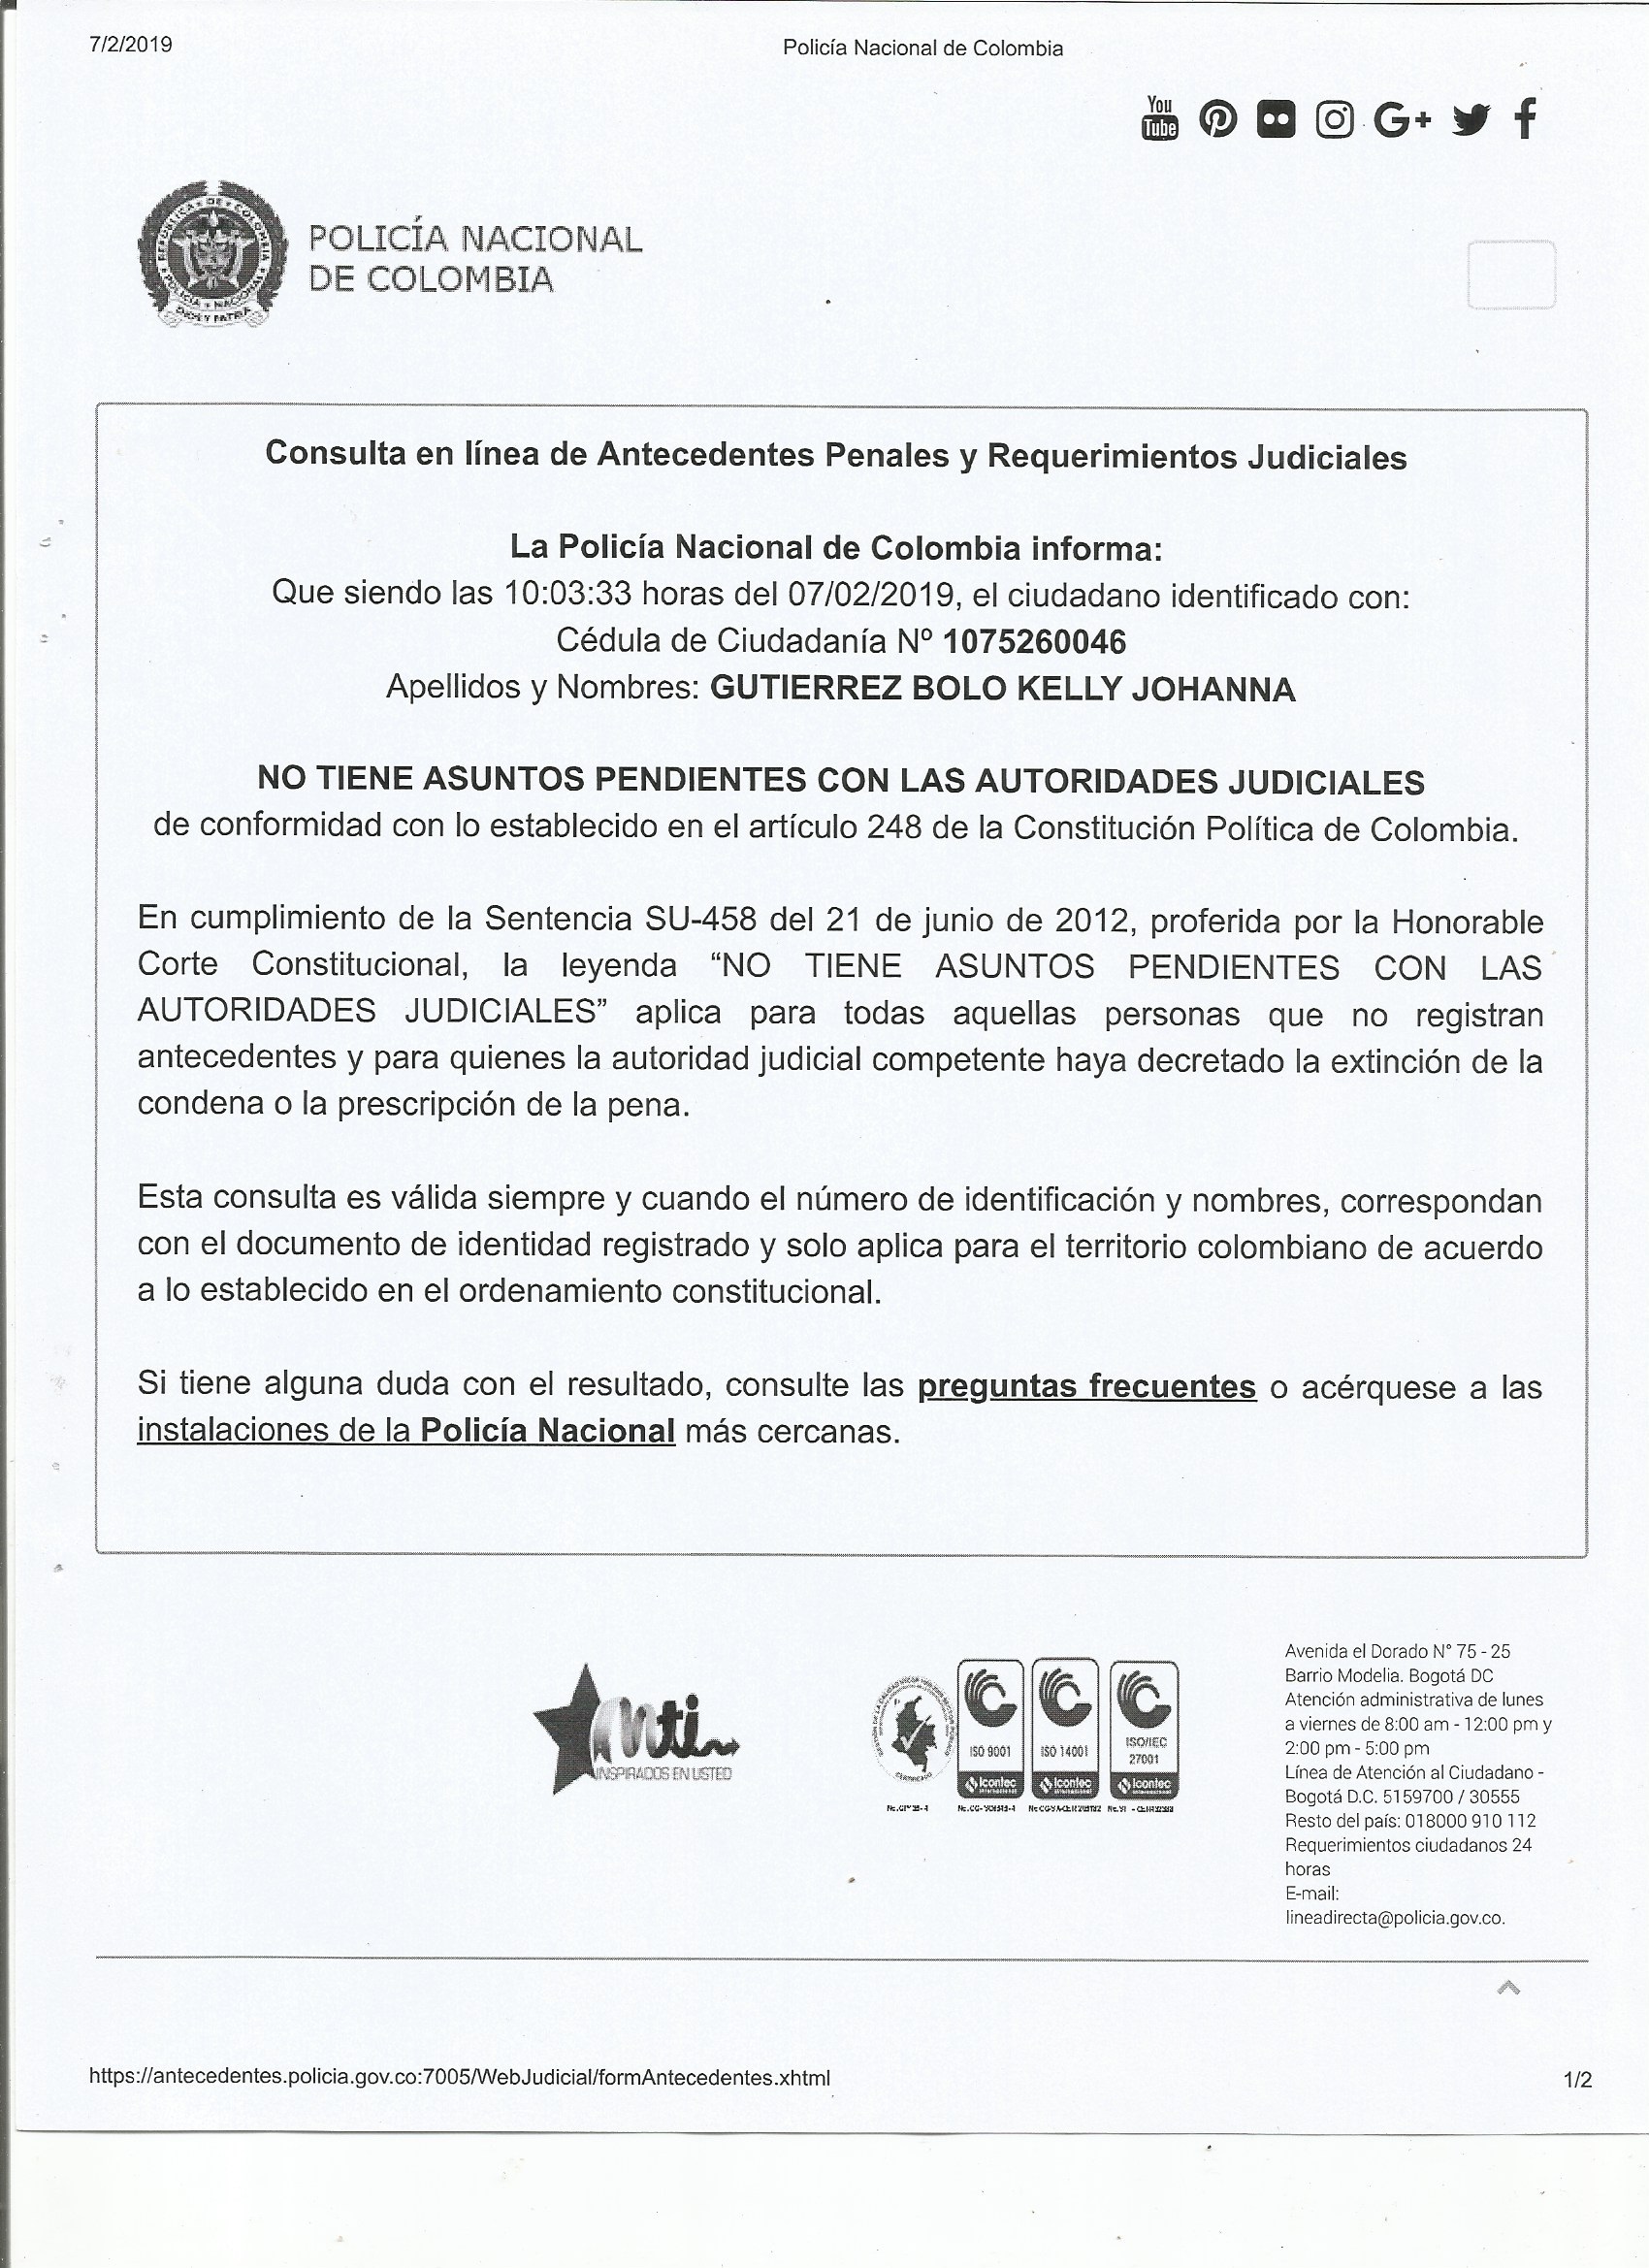 7/2/2019
Policía Nacional de Colombia
You
Tube
G+
POLICÍA NACIONAL
DE COLOMBIA
REPÚBLICA DE COLOMBIA
POLICÍA NACIONAL
DIOS Y PATRIA
Consulta en línea de Antecedentes Penales y Requerimientos Judiciales
La Policía Nacional de Colombia informa:
Que siendo las 10:03:33 horas del 07/02/2019, el ciudadano identificado con:
Cédula de Ciudadanía Nº 1075260046
Apellidos y Nombres: GUTIERREZ BOLO KELLY JOHANNA
NO TIENE ASUNTOS PENDIENTES CON LAS AUTORIDADES JUDICIALES
de conformidad con lo establecido en el artículo 248 de la Constitución Política de Colombia.
En cumplimiento de la Sentencia SU-458 del 21 de junio de 2012, proferida por la Honorable
Corte Constitucional, la leyenda “NO TIENE ASUNTOS PENDIENTES CON LAS
AUTORIDADES JUDICIALES” aplica para todas aquellas personas que no registran
antecedentes y para quienes la autoridad judicial competente haya decretado la extinción de la
condena o la prescripción de la pena.
Esta consulta es válida siempre y cuando el número de identificación y nombres, correspondan
con el documento de identidad registrado y solo aplica para el territorio colombiano de acuerdo
a lo establecido en el ordenamiento constitucional.
Si tiene alguna duda con el resultado, consulte las preguntas frecuentes o acérquese a las
instalaciones de la Policía Nacional más cercanas.
INSPIRADOS EN USTED
CERTIFICADO
ISO 9001
Icontec
ISO 14001
Icontec
ISO/IEC
27001
Icontec
Avenida el Dorado N° 75 - 25
Barrio Modelia. Bogotá DC
Atención administrativa de lunes
a viernes de 8:00 am - 12:00 pm y
2:00 pm - 5:00 pm
Línea de Atención al Ciudadano -
Bogotá D.C. 5159700 / 30555
Resto del país: 018000 910 112
Requerimientos ciudadanos 24
horas
E-mail:
lineadirecta@policia.gov.co.
https://antecedentes.policia.gov.co:7005/WebJudicial/formAntecedentes.xhtml
1/2